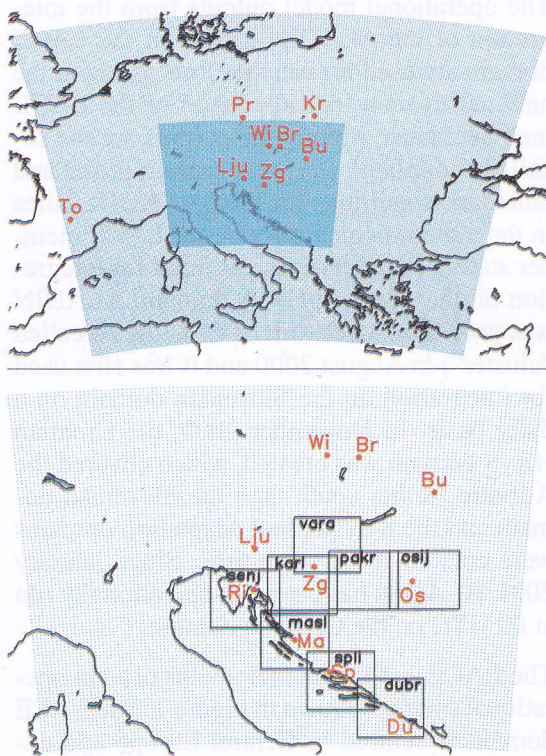 Pr Kr
Wi Br
Bu
Lju Zg
To
Wi Br
Bu
vara
Lju
karl pakr osij
senj
Ri Zg Os
masl
Ma
spli
Sp
dubr
Du